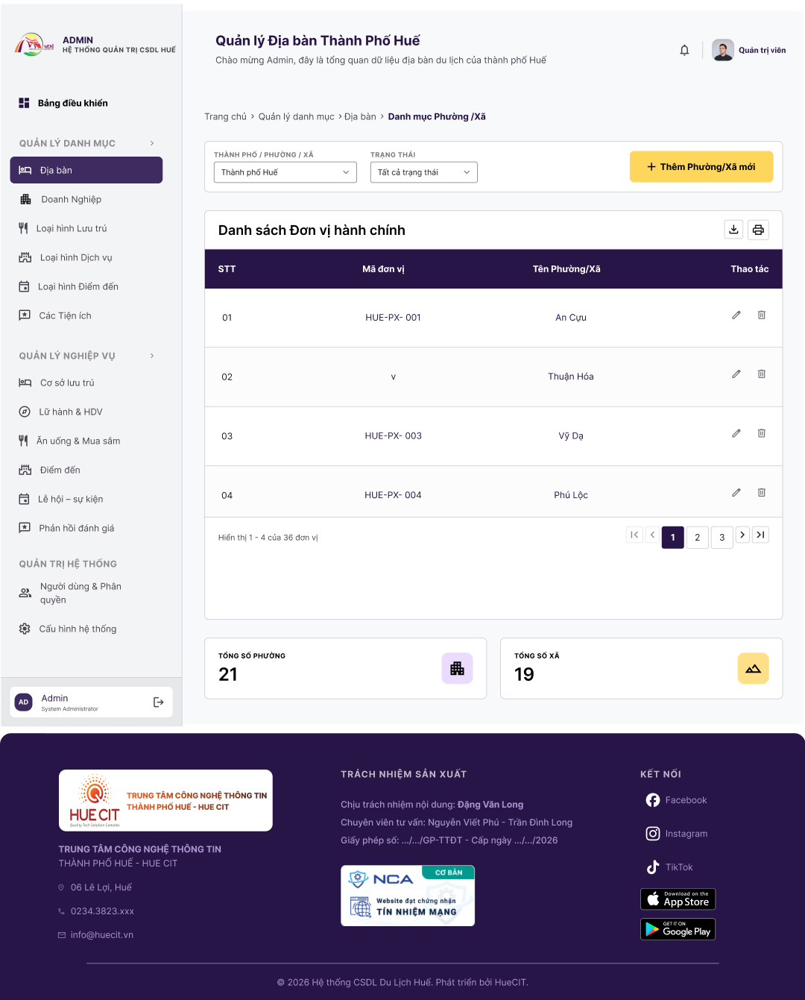 ADMIN
HỆ THỐNG QUẢN TRỊ CSDL HUẾ
Bảng điều khiển
QUẢN LÝ DANH MỤC
Địa bàn
Doanh Nghiệp
Loại hình Lưu trú
Loại hình Dịch vụ
Loại hình Điểm đến
Các Tiện ích
QUẢN LÝ NGHIỆP VỤ
Cơ sở lưu trú
Lữ hành & HDV
Ăn uống & Mua sắm
Điểm đến
Lễ hội – sự kiện
Phản hồi đánh giá
QUẢN TRỊ HỆ THỐNG
Người dùng & Phân
quyền
Cấu hình hệ thống
AD
Admin
System Administrator
Quản lý Địa bàn Thành Phố Huế
Chào mừng Admin, đây là tổng quan dữ liệu địa bàn du lịch của thành phố Huế
Quản trị viên
Trang chủ › Quản lý danh mục › Địa bàn › Danh mục Phường /Xã
THÀNH PHỐ / PHƯỜNG / XÃ
Thành phố Huế
TRẠNG THÁI
Tất cả trạng thái
+ Thêm Phường/Xã mới
Danh sách Đơn vị hành chính
STT Mã đơn vị Tên Phường/Xã Thao tác
01 HUE-PX- 001 An Cựu
02 v Thuận Hóa
03 HUE-PX- 003 Vỹ Dạ
04 HUE-PX- 004 Phú Lộc
Hiển thị 1 - 4 của 36 đơn vị
1 2 3
TỔNG SỐ PHƯỜNG
21
TỔNG SỐ XÃ
19
HUE CIT
Quality Tech Solution Complex
TRUNG TÂM CÔNG NGHỆ THÔNG TIN
THÀNH PHỐ HUẾ - HUE CIT
TRUNG TÂM CÔNG NGHỆ THÔNG TIN
THÀNH PHỐ HUẾ - HUE CIT
06 Lê Lợi, Huế
0234.3823.xxx
info@huecit.vn
TRÁCH NHIỆM SẢN XUẤT
Chịu trách nhiệm nội dung: Đặng Văn Long
Chuyên viên tư vấn: Nguyễn Viết Phú - Trần Đình Long
Giấy phép số: .../.../GP-TTĐT - Cấp ngày .../.../2026
NCA
CƠ BẢN
Website đạt chứng nhận
TÍN NHIỆM MẠNG
KẾT NỐI
Facebook
Instagram
TikTok
Download on the
App Store
GET IT ON
Google Play
© 2026 Hệ thống CSDL Du Lịch Huế. Phát triển bởi HueCIT.